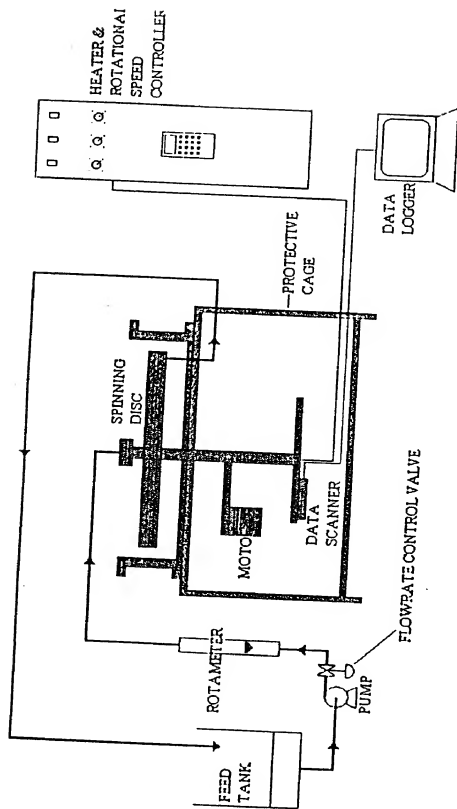 HEATER &
ROTATIONAI
SPEED
CONTROLLER
SPINNING
DISC
PROTECTIVE
CAGE
DATA
LOGGER
MOTO
DATA
SCANNER
ROTAMETER
FLOWRATE CONTROL VALVE
PUMP
FEED
TANK